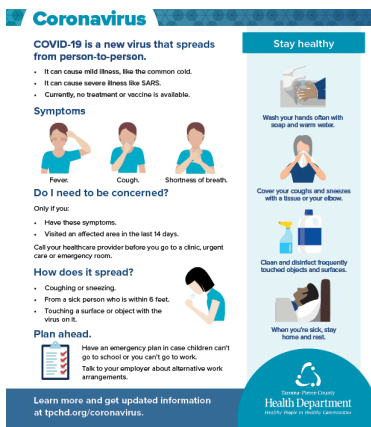 Coronavirus
COVID-19 is a new virus that spreads
from person-to-person.
• It can cause mild illness, like the common cold.
• It can cause severe illness like SARS.
• Currently, no treatment or vaccine is available.
Symptoms
Fever.
Cough.
Shortness of breath.
Do I need to be concerned?
Only if you:
• Have these symptoms.
• Visited an affected area in the last 14 days.
Call your healthcare provider before you go to a clinic, urgent
care or emergency room.
How does it spread?
• Coughing or sneezing.
• From a sick person who is within 6 feet.
• Touching a surface or object with the
virus on it.
Plan ahead.
Have an emergency plan in case children can't
go to school or you can't go to work.
Talk to your employer about alternative work
arrangements.
Learn more and get updated information
at tpchd.org/coronavirus.
Stay healthy
Wash your hands often with
soap and warm water.
Cover your coughs and sneezes
with a tissue or your elbow.
Clean and disinfect frequently
touched objects and surfaces.
When you're sick, stay
home and rest.
Tacoma-Pierce County
Health Department
Healthy People in Healthy Communities